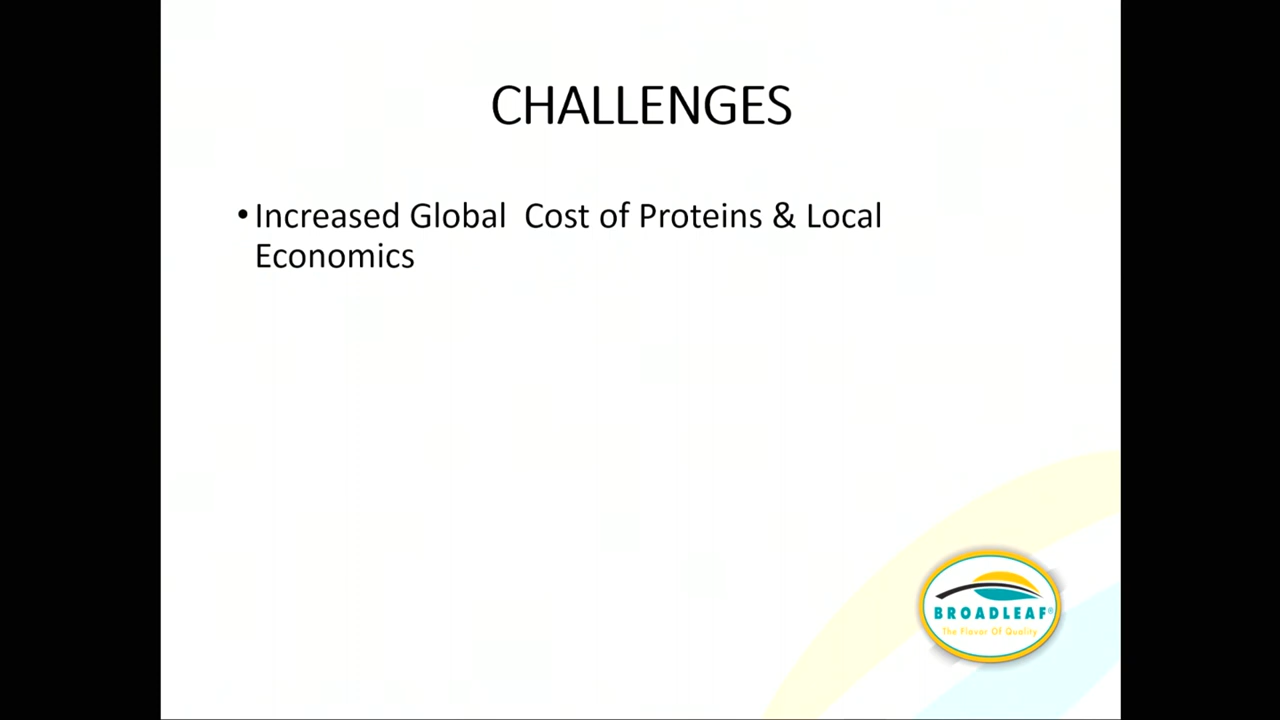 CHALLENGES
•Increased Global  Cost of Proteins & Local
Economics
BROADLEAF®
The Flavor Of Quality